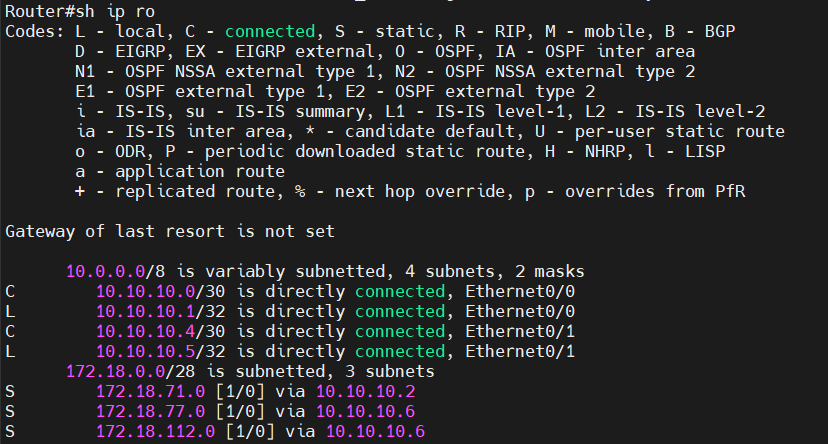 Router#sh ip ro
Codes: L - local, C - connected, S - static, R - RIP, M - mobile, B - BGP
       D - EIGRP, EX - EIGRP external, O - OSPF, IA - OSPF inter area
       N1 - OSPF NSSA external type 1, N2 - OSPF NSSA external type 2
       E1 - OSPF external type 1, E2 - OSPF external type 2
       i - IS-IS, su - IS-IS summary, L1 - IS-IS level-1, L2 - IS-IS level-2
       ia - IS-IS inter area, * - candidate default, U - per-user static route
       o - ODR, P - periodic downloaded static route, H - NHRP, l - LISP
       a - application route
       + - replicated route, % - next hop override, p - overrides from PfR

Gateway of last resort is not set

      10.0.0.0/8 is variably subnetted, 4 subnets, 2 masks
C        10.10.10.0/30 is directly connected, Ethernet0/0
L        10.10.10.1/32 is directly connected, Ethernet0/0
C        10.10.10.4/30 is directly connected, Ethernet0/1
L        10.10.10.5/32 is directly connected, Ethernet0/1
      172.18.0.0/28 is subnetted, 3 subnets
S        172.18.71.0 [1/0] via 10.10.10.2
S        172.18.77.0 [1/0] via 10.10.10.6
S        172.18.112.0 [1/0] via 10.10.10.6